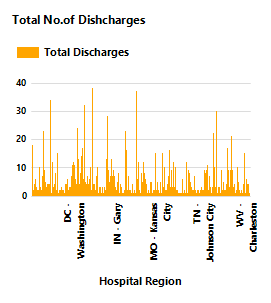 Total No.of Dishcharges
Total Discharges
40
30
20
10
0
DC -
Washington
IN - Gary
MO - Kansas
City
TN -
Johnson City
WV -
Charleston
Hospital Region